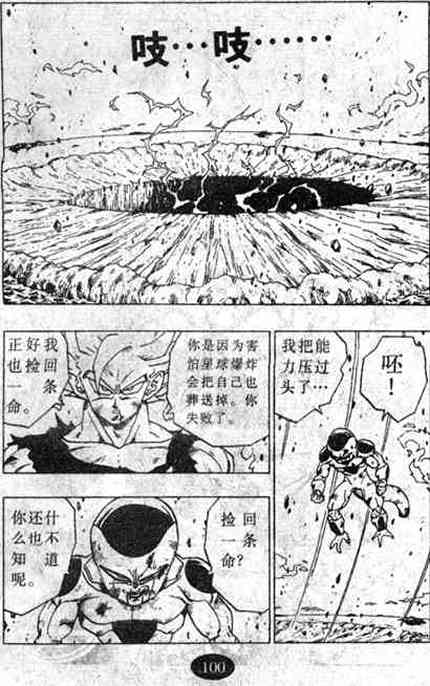 吱…吱……
呸
！
我把能
力压过
头了…
你是因为害
怕星球爆炸
会把自己也
葬送掉。你
失败了。
正好我
也捡回
一条
命。
捡回
一条
命？
你还什
么也不
知道
呢。
100